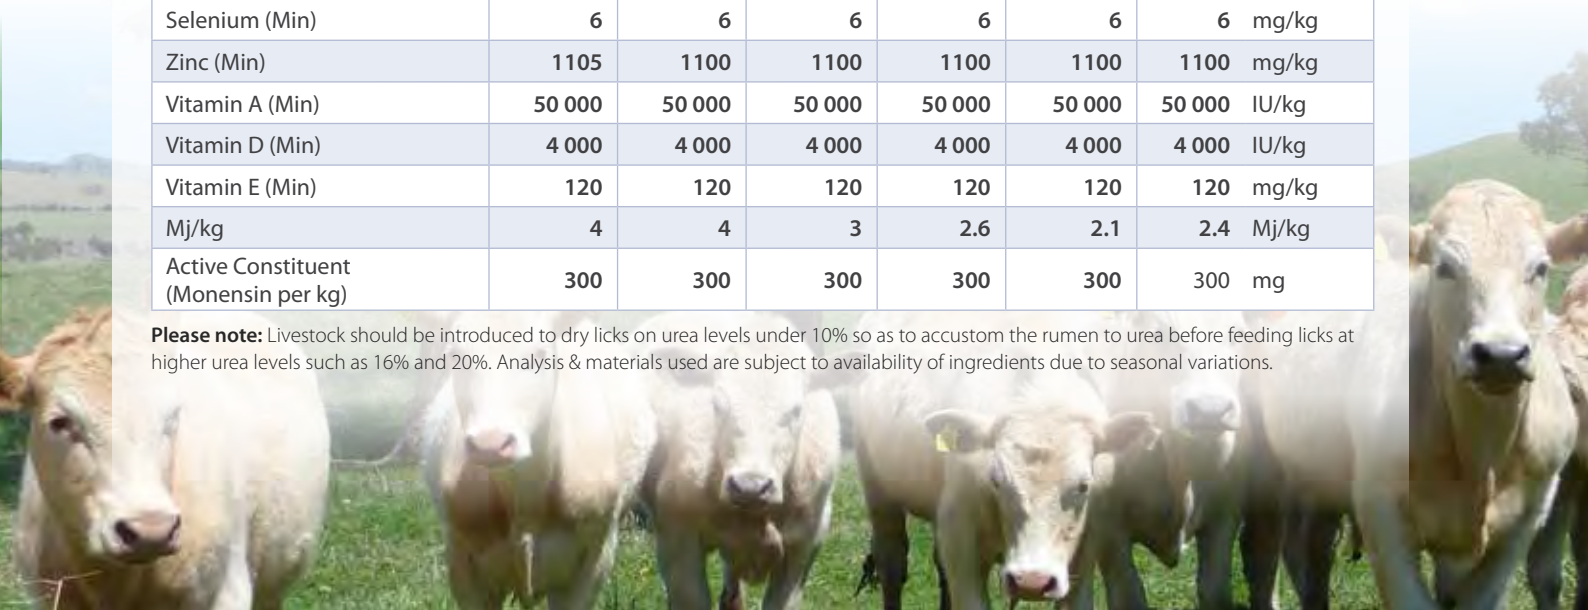 Selenium (Min) 6 6 6 6 6 6 mg/kg
Zinc (Min) 1105 1100 1100 1100 1100 1100 mg/kg
Vitamin A (Min) 50 000 50 000 50 000 50 000 50 000 50 000 IU/kg
Vitamin D (Min) 4 000 4 000 4 000 4 000 4 000 4 000 IU/kg
Vitamin E (Min) 120 120 120 120 120 120 mg/kg
Mj/kg 4 4 3 2.6 2.1 2.4 Mj/kg
Active Constituent
(Monensin per kg) 300 300 300 300 300 300 mg
Please note: Livestock should be introduced to dry licks on urea levels under 10% so as to accustom the rumen to urea before feeding licks at
higher urea levels such as 16% and 20%. Analysis & materials used are subject to availability of ingredients due to seasonal variations.